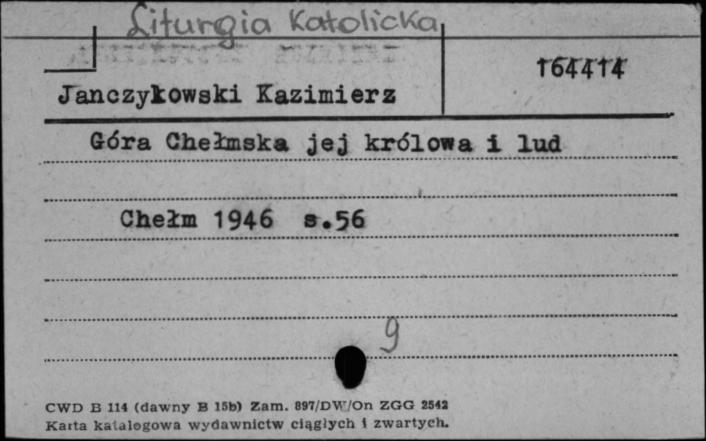 Liturgia Katolicka
164414
Janczykowski Kazimierz
Góra Chełmska jej królowa i lud
Chełm 1946 s.56
9
CWD B 114 (dawny B 15b) Zam. 897/DW/On ZGG 2542
Karta katalogowa wydawnictw ciągłych i zwartych.